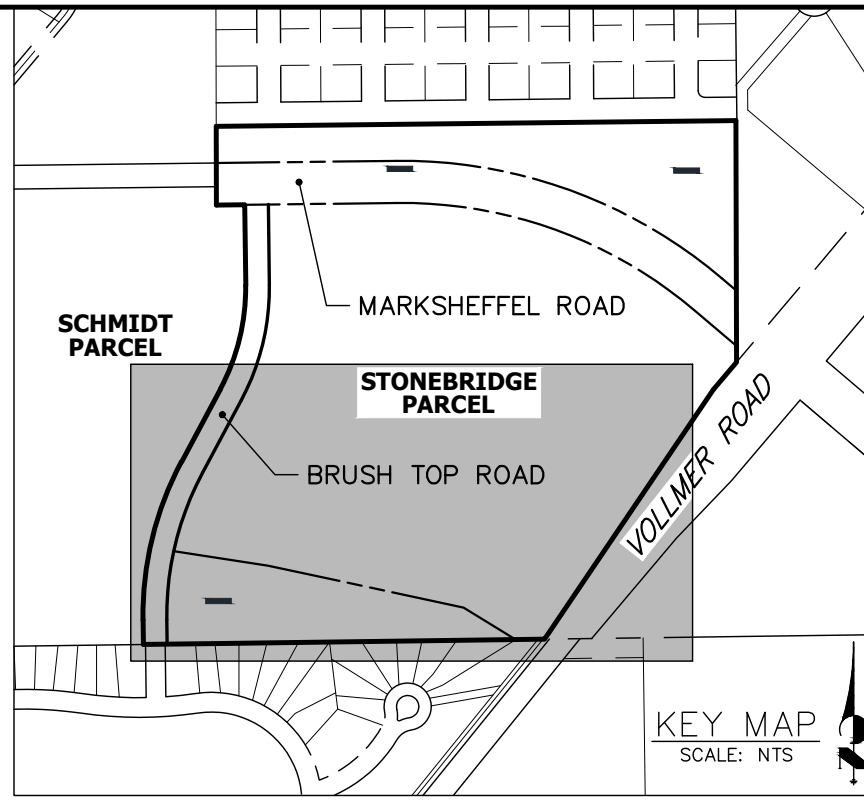 MARKSHEFFEL ROAD
SCHMIDT
PARCEL
STONEBRIDGE
PARCEL
BRUSH TOP ROAD
VOLLMER ROAD
KEY MAP
SCALE: NTS